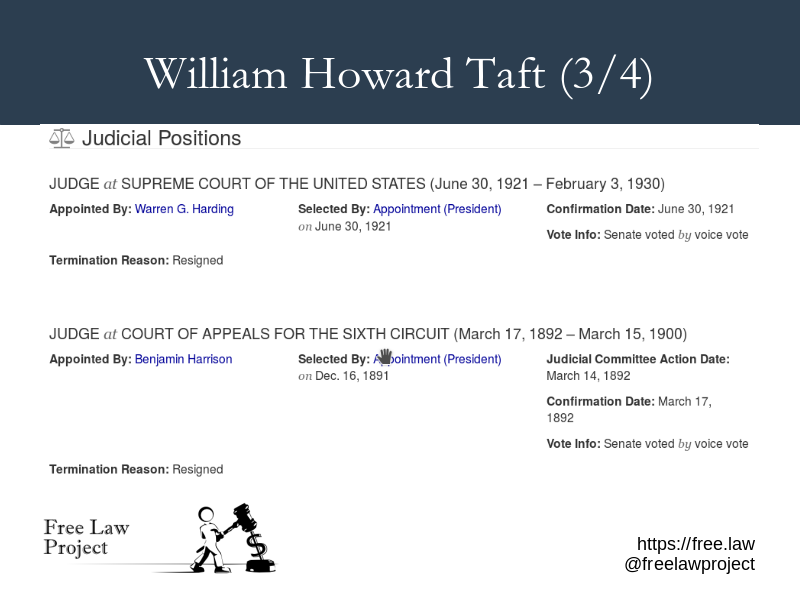 William Howard Taft (3/4)
Judicial Positions
JUDGE at SUPREME COURT OF THE UNITED STATES (June 30, 1921 – February 3, 1930)
Appointed By: Warren G. Harding
Selected By: Appointment (President)
on June 30, 1921
Confirmation Date: June 30, 1921
Vote Info: Senate voted by voice vote
Termination Reason: Resigned
JUDGE at COURT OF APPEALS FOR THE SIXTH CIRCUIT (March 17, 1892 – March 15, 1900)
Appointed By: Benjamin Harrison
Selected By: Appointment (President)
on Dec. 16, 1891
Judicial Committee Action Date:
March 14, 1892
Confirmation Date: March 17,
1892
Vote Info: Senate voted by voice vote
Termination Reason: Resigned
Free Law
Project
$
https://free.law
@freelawproject